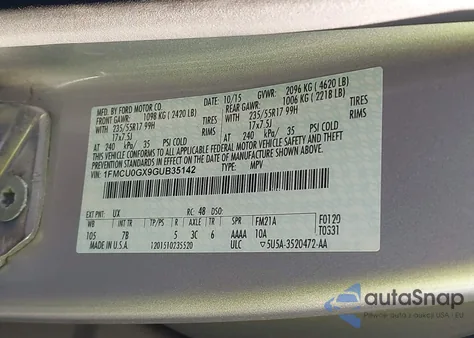 MFD. BY FORD MOTOR CO.
10/15 GVWR: 2096 KG (4620 LB)
FRONT GAWR: 1098 KG (2420 LB) REAR GAWR: 1006 KG (2218 LB)
WITH 235/55R17 99H TIRES WITH 235/55R17 99H TIRES
17x7.5J RIMS 17x7.5J RIMS
AT 240 kPa/ 35 PSI COLD AT 240 kPa/ 35 PSI COLD
THIS VEHICLE CONFORMS TO ALL APPLICABLE FEDERAL MOTOR VEHICLE SAFETY, BUMPER, AND THEFT
PREVENTION STANDARDS IN EFFECT ON THE DATE OF MANUFACTURE SHOWN ABOVE.
VIN: 1FMCU0GX9GUB35142 TYPE: MPV
EXT PNT: UX RC: 48 DSO: F0120
WB INT TR TP/PS R AXLE TR SPR T0331
105 7B 5 3C 6 AAAA 10A FM21A
MADE IN U.S.A. 1201510235520 ULC 5U5A-3520472-AA
autoSnap